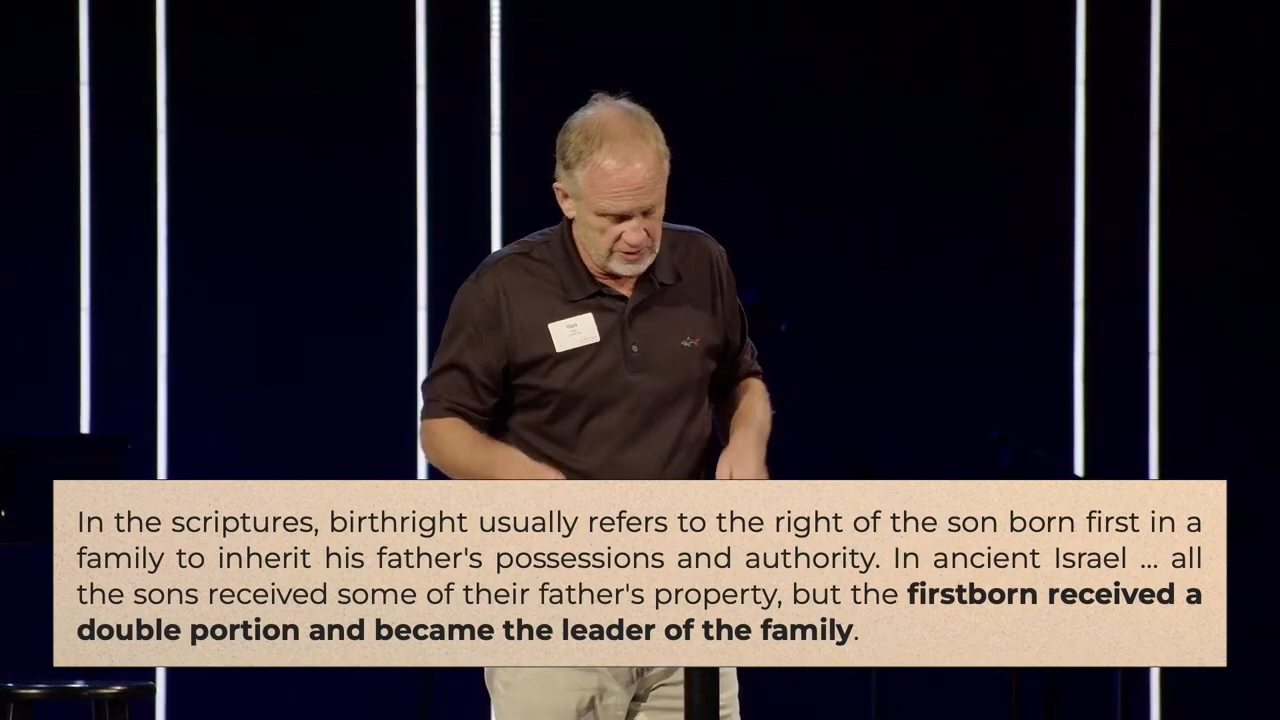 Mark
In the scriptures, birthright usually refers to the right of the son born first in a
family to inherit his father's possessions and authority. In ancient Israel ... all
the sons received some of their father's property, but the firstborn received a
double portion and became the leader of the family.